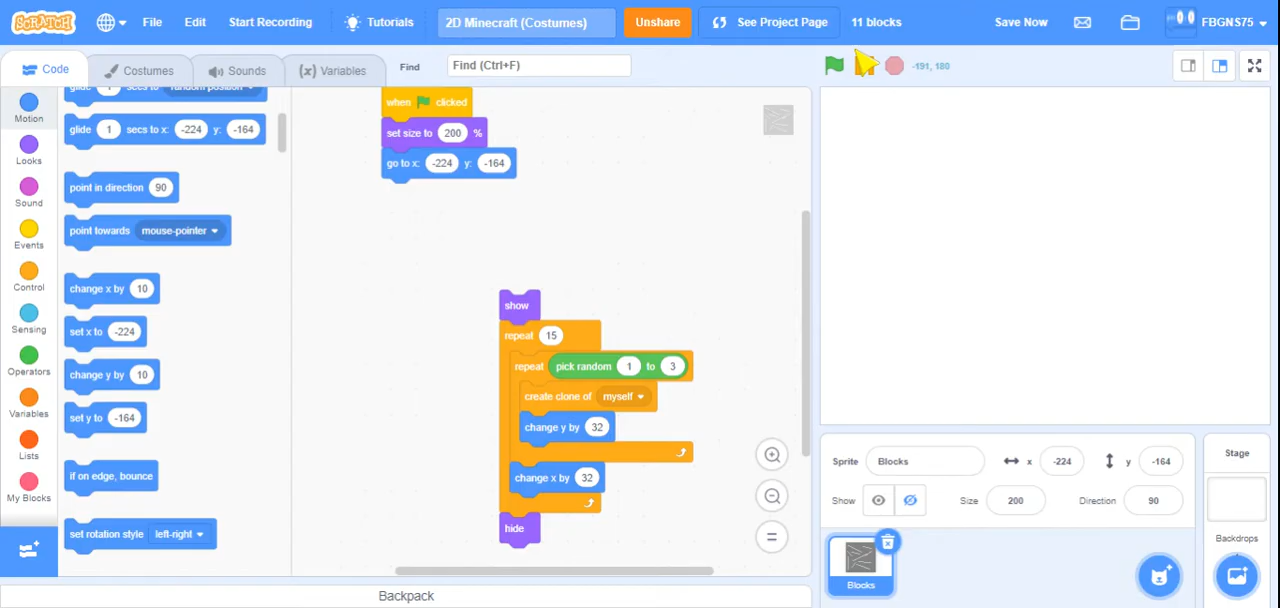 SCRATCH File Edit Start Recording Tutorials 2D Minecraft (Costumes) Unshare See Project Page 11 blocks Save Now FBGNS75
Code Costumes Sounds (x) Variables Find Find (Ctrl+F) -191, 180
Motion
Looks
Sound
Events
Control
Sensing
Operators
Variables
Lists
My Blocks
glide 1 secs to random position
glide 1 secs to x: -224 y: -164
point in direction 90
point towards mouse-pointer
change x by 10
set x to -224
change y by 10
set y to -164
if on edge, bounce
set rotation style left-right
when clicked
set size to 200 %
go to x: -224 y: -164
show
repeat 15
repeat pick random 1 to 3
create clone of myself
change y by 32
change x by 32
hide
Backpack
Sprite Blocks x -224 y -164
Show Size 200 Direction 90
Blocks
Stage
Backdrops